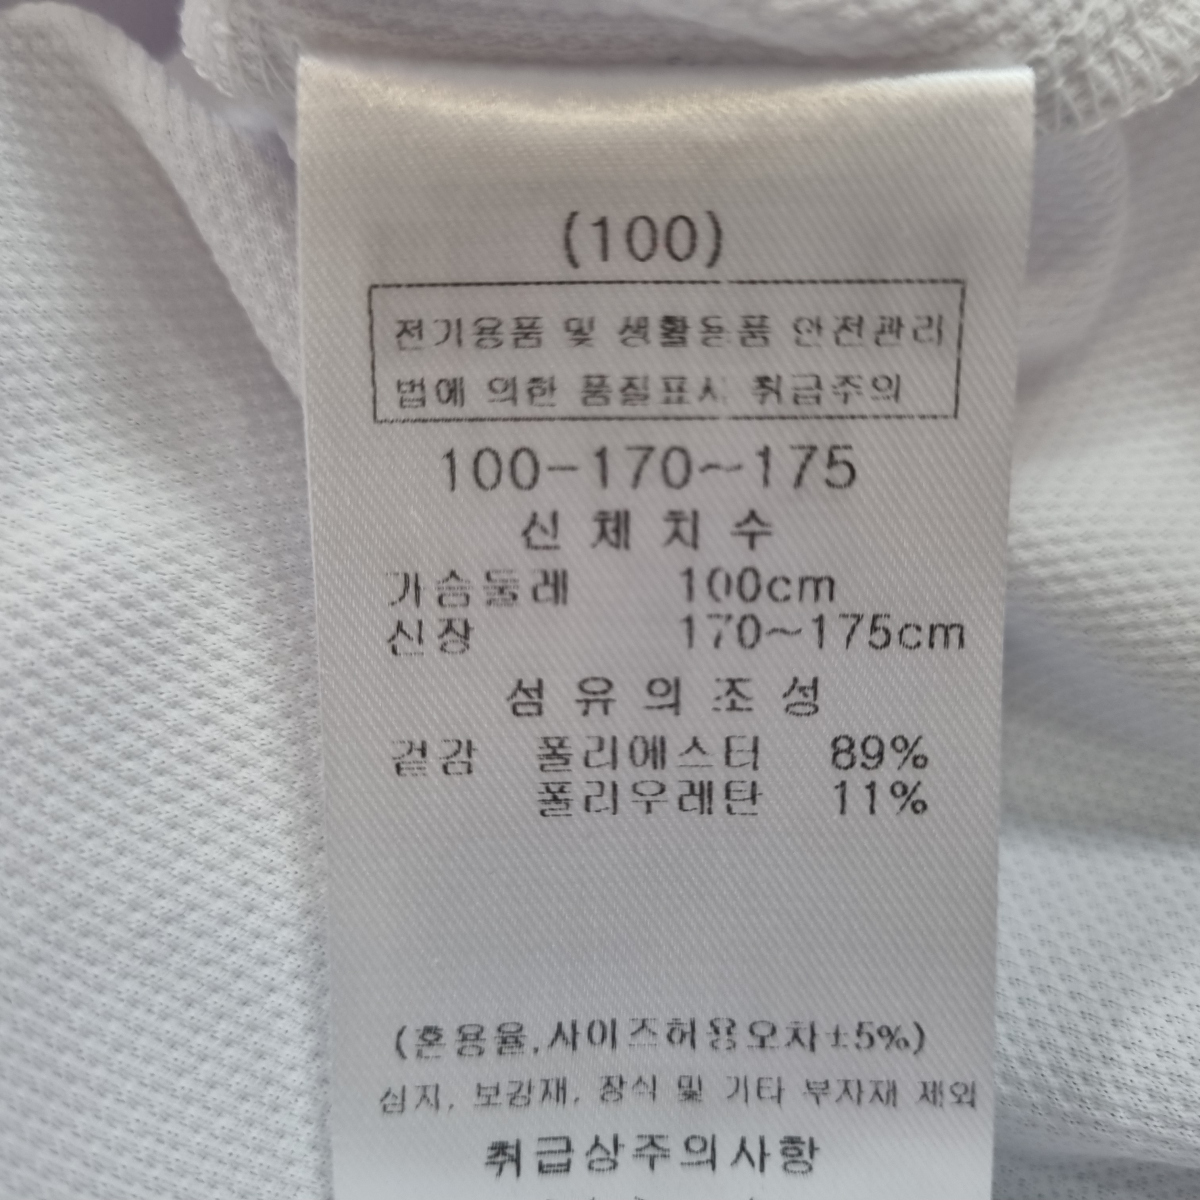 (100)
전기용품 및 생활용품 안전관리
법에 의한 품질표시 취급주의
100-170~175
신체치수
가슴둘레 100cm
신장 170~175cm
섬유의조성
겉감 폴리에스터 89%
폴리우레탄 11%
(혼용율,사이즈허용오차±5%)
심지, 보강재, 장식 및 기타 부자재 제외
취급상주의사항